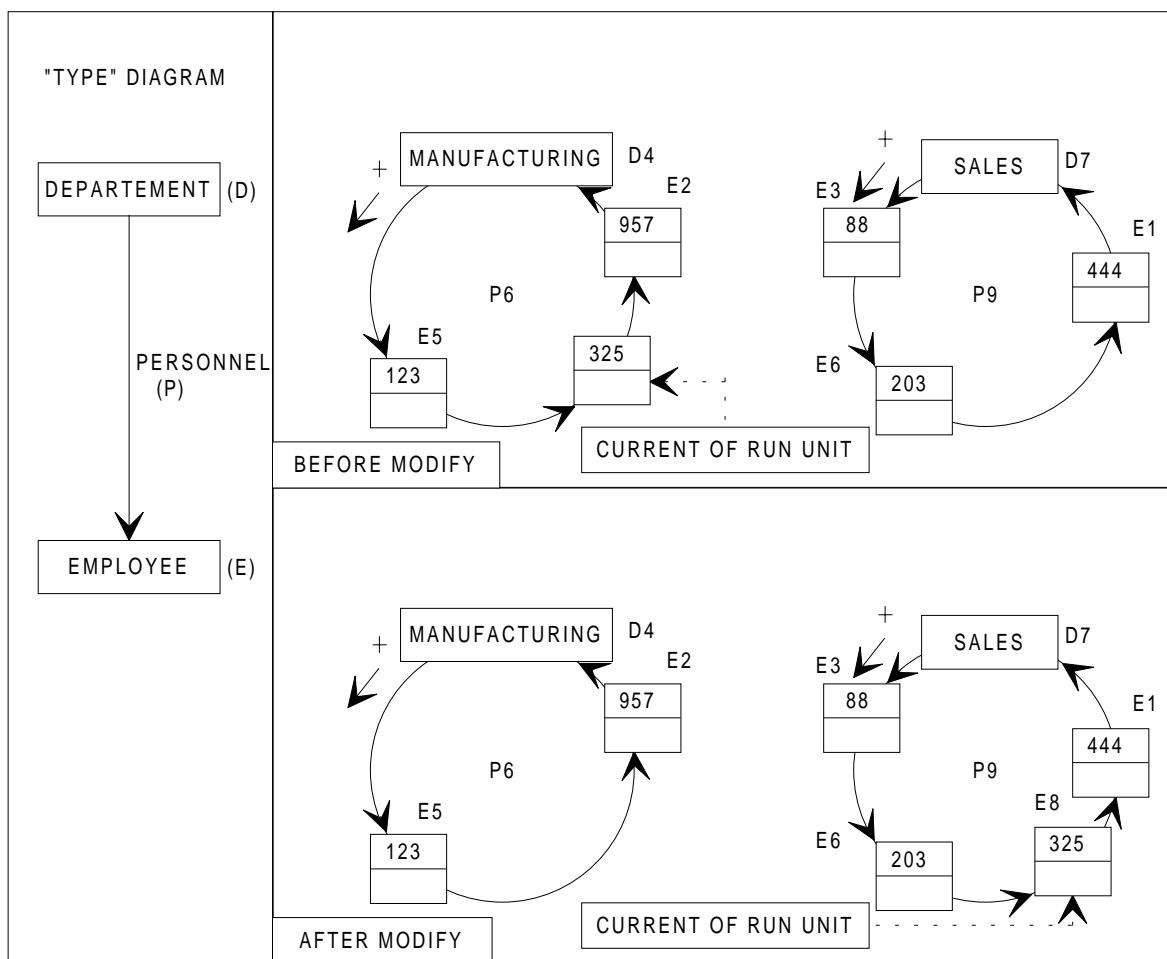 "TYPE" DIAGRAM
DEPARTEMENT (D)
PERSONNEL
(P)
EMPLOYEE (E)
+ MANUFACTURING D4
E2
957
P6
E5
325
123
CURRENT OF RUN UNIT
BEFORE MODIFY
+ SALES D7
E3
88
E1
444
P9
E6
203
+ MANUFACTURING D4
E2
957
P6
E5
123
CURRENT OF RUN UNIT
AFTER MODIFY
+ SALES D7
E3
88
E1
444
P9
E8
325
E6
203